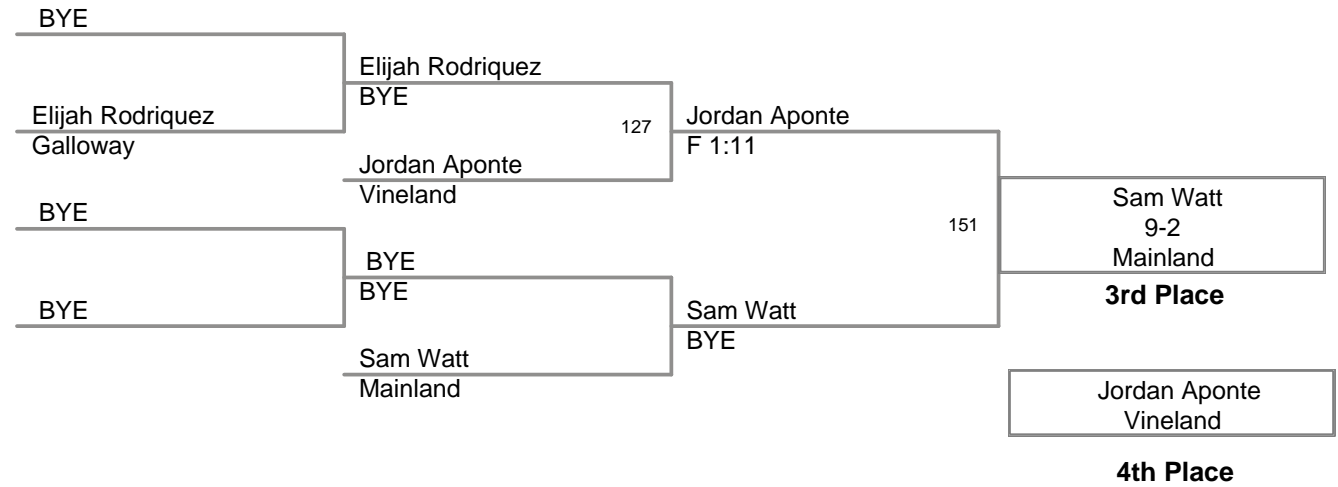 BYE
Elijah Rodriquez
BYE
Elijah Rodriquez
Galloway
127
Jordan Aponte
F 1:11
Jordan Aponte
Vineland
BYE
151
Sam Watt
9-2
Mainland
3rd Place
BYE
BYE
BYE
Sam Watt
BYE
Sam Watt
Mainland
Jordan Aponte
Vineland
4th Place